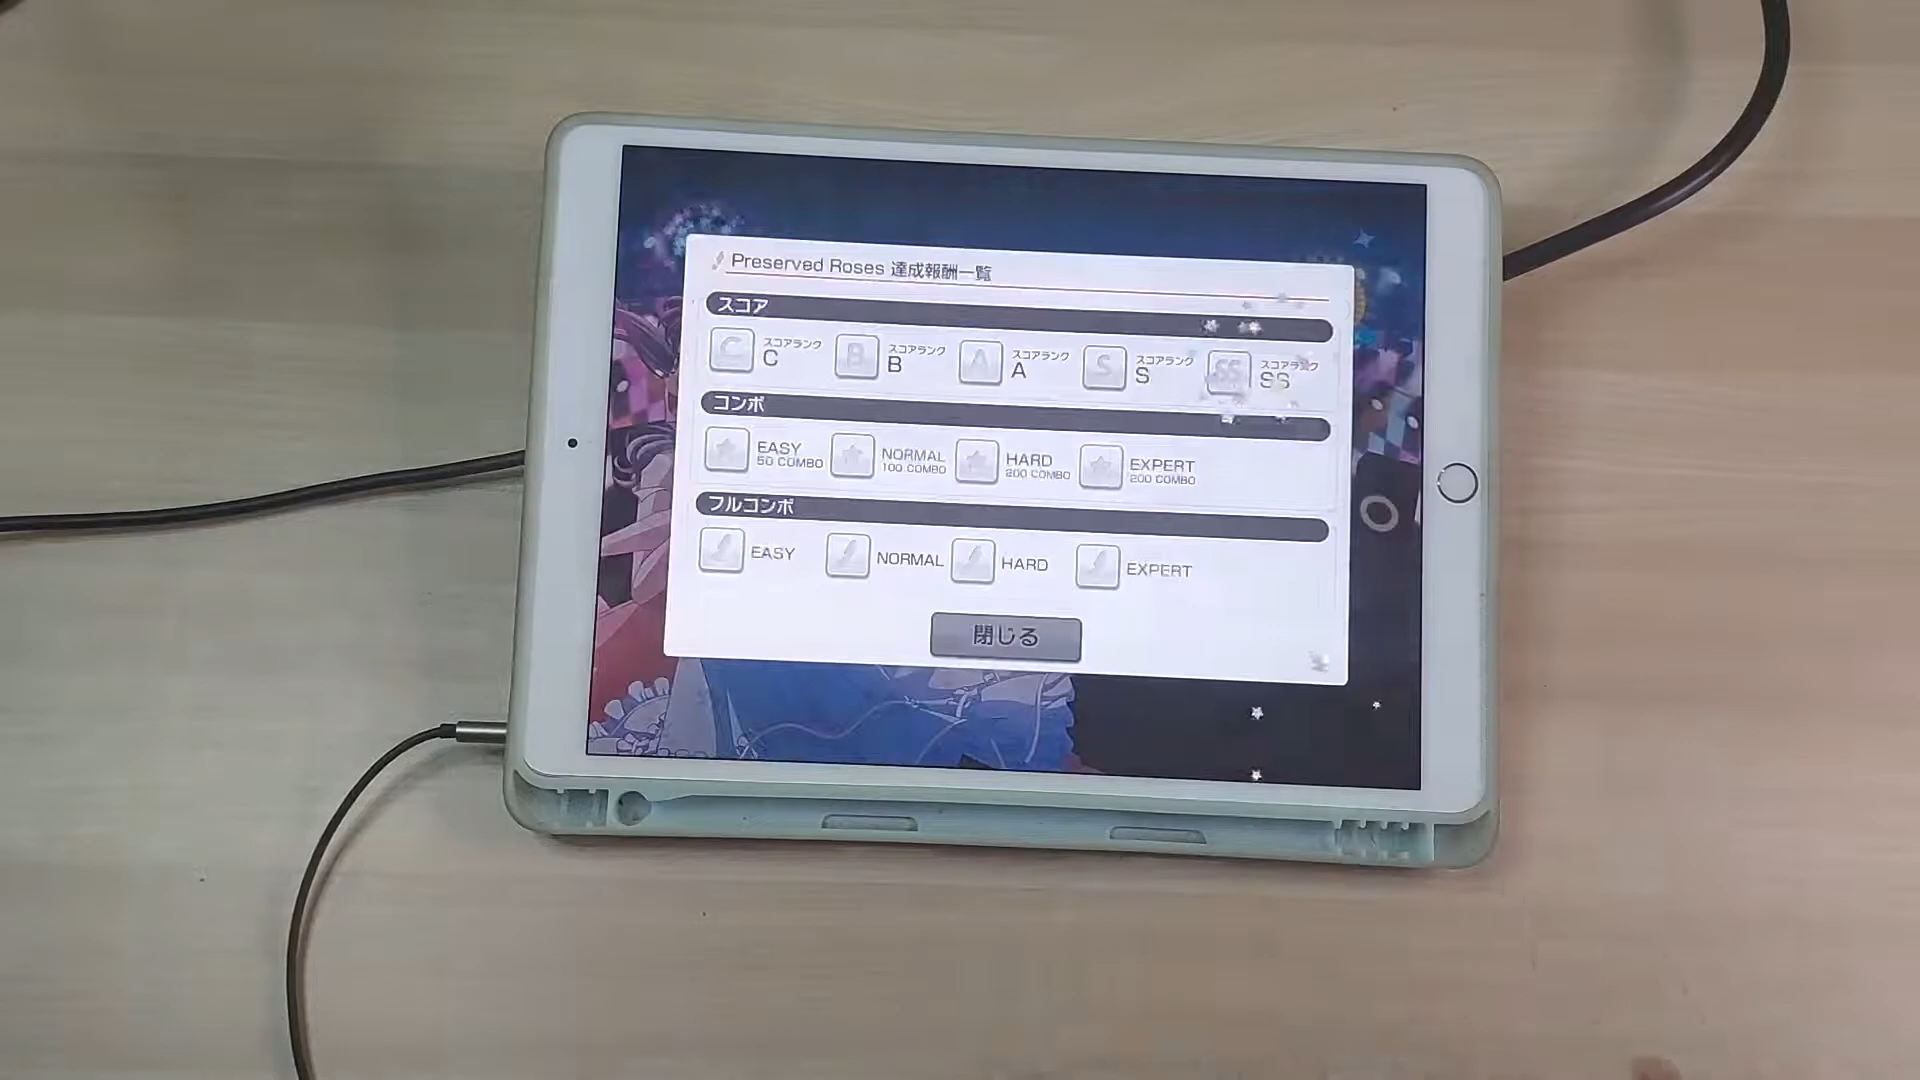 Preserved Roses 達成報酬一覧
スコア
C スコアランク C
B スコアランク B
A スコアランク A
S スコアランク S
SS スコアランク SS
コンボ
EASY 50 COMBO
NORMAL 100 COMBO
HARD 200 COMBO
EXPERT 200 COMBO
フルコンボ
EASY
NORMAL
HARD
EXPERT
閉じる